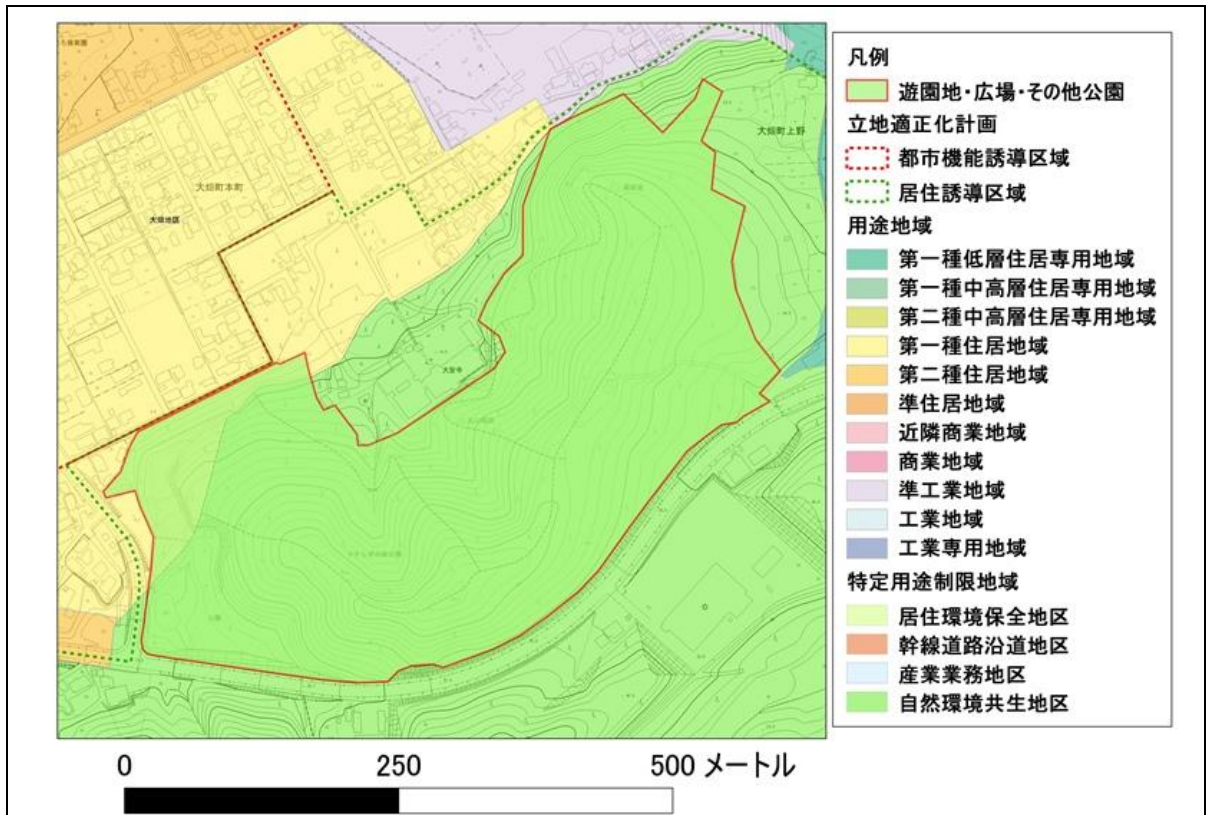 大畑町本町
大畑地区
大畑町上野
大安寺
凡例
遊園地・広場・その他公園
立地適正化計画
都市機能誘導区域
居住誘導区域
用途地域
第一種低層住居専用地域
第一種中高層住居専用地域
第二種中高層住居専用地域
第一種住居地域
第二種住居地域
準住居地域
近隣商業地域
商業地域
準工業地域
工業地域
工業専用地域
特定用途制限地域
居住環境保全地区
幹線道路沿道地区
産業業務地区
自然環境共生地区
0 250 500 メートル